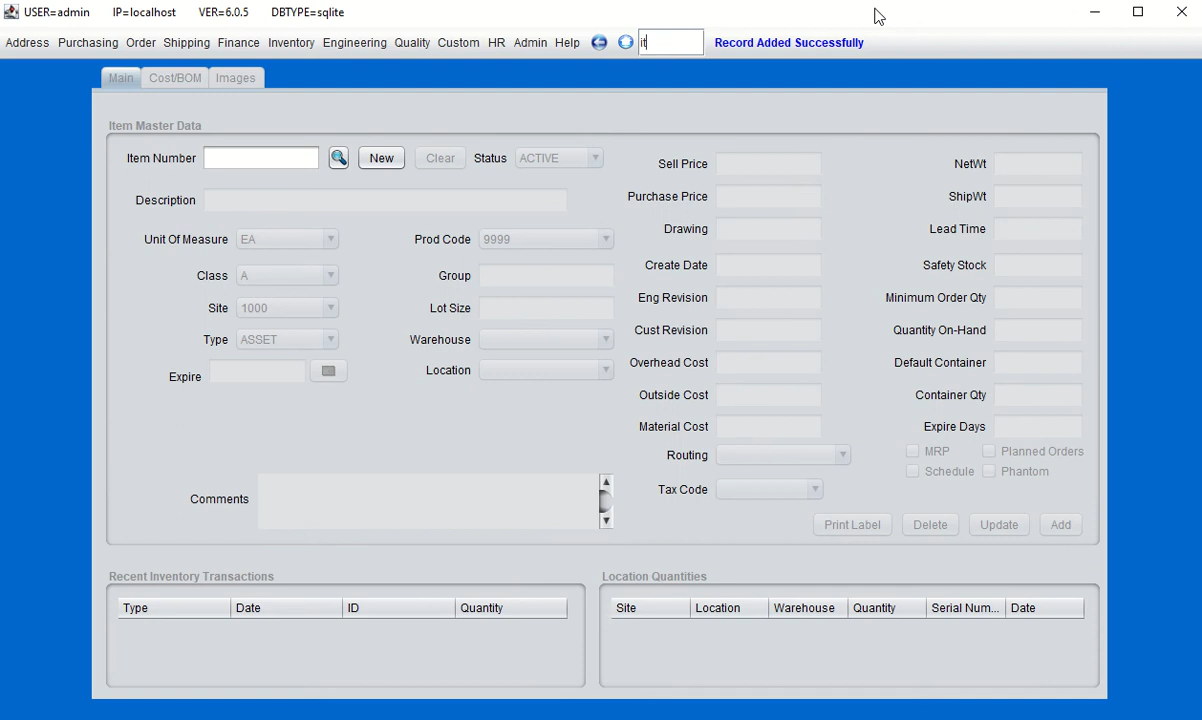 USER=admin IP=localhost VER=6.0.5 DBTYPE=sqlite
Address Purchasing Order Shipping Finance Inventory Engineering Quality Custom HR Admin Help it Record Added Successfully
Main Cost/BOM Images
Item Master Data
Item Number New Clear Status ACTIVE
Description
Unit Of Measure EA Prod Code 9999
Class A Group
Site 1000 Lot Size
Type ASSET Warehouse
Expire Location
Comments
Sell Price NetWt
Purchase Price ShipWt
Drawing Lead Time
Create Date Safety Stock
Eng Revision Minimum Order Qty
Cust Revision Quantity On-Hand
Overhead Cost Default Container
Outside Cost Container Qty
Material Cost Expire Days
Routing MRP Planned Orders
Schedule Phantom
Tax Code
Print Label Delete Update Add
Recent Inventory Transactions
Type Date ID Quantity
Location Quantities
Site Location Warehouse Quantity Serial Num... Date